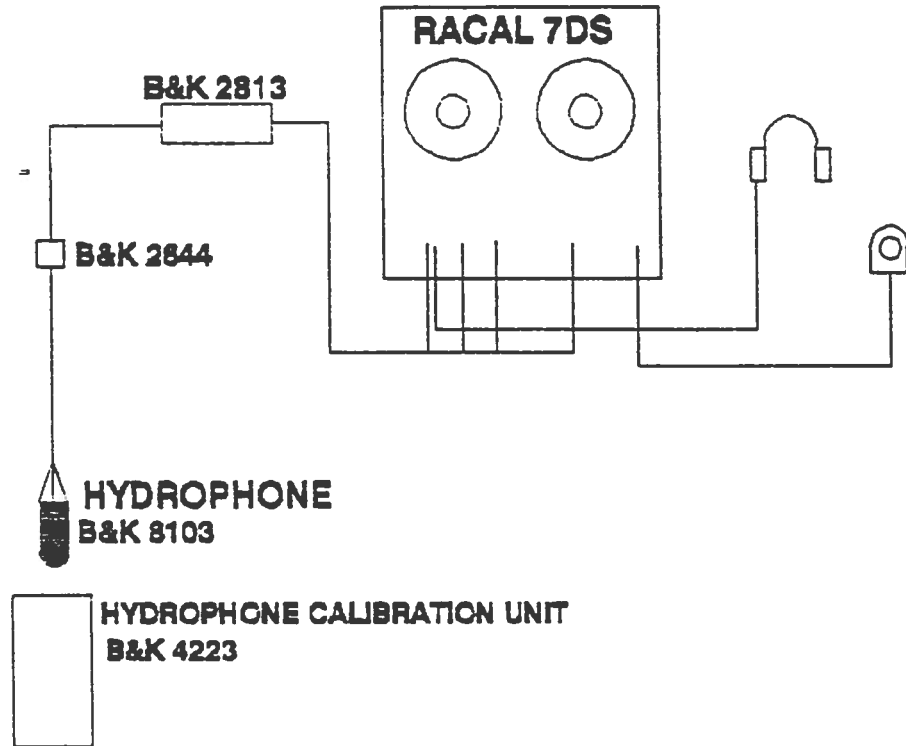 RACAL 7DS
B&K 2813
B&K 2644
HYDROPHONE
B&K 8103
HYDROPHONE CALIBRATION UNIT
B&K 4223